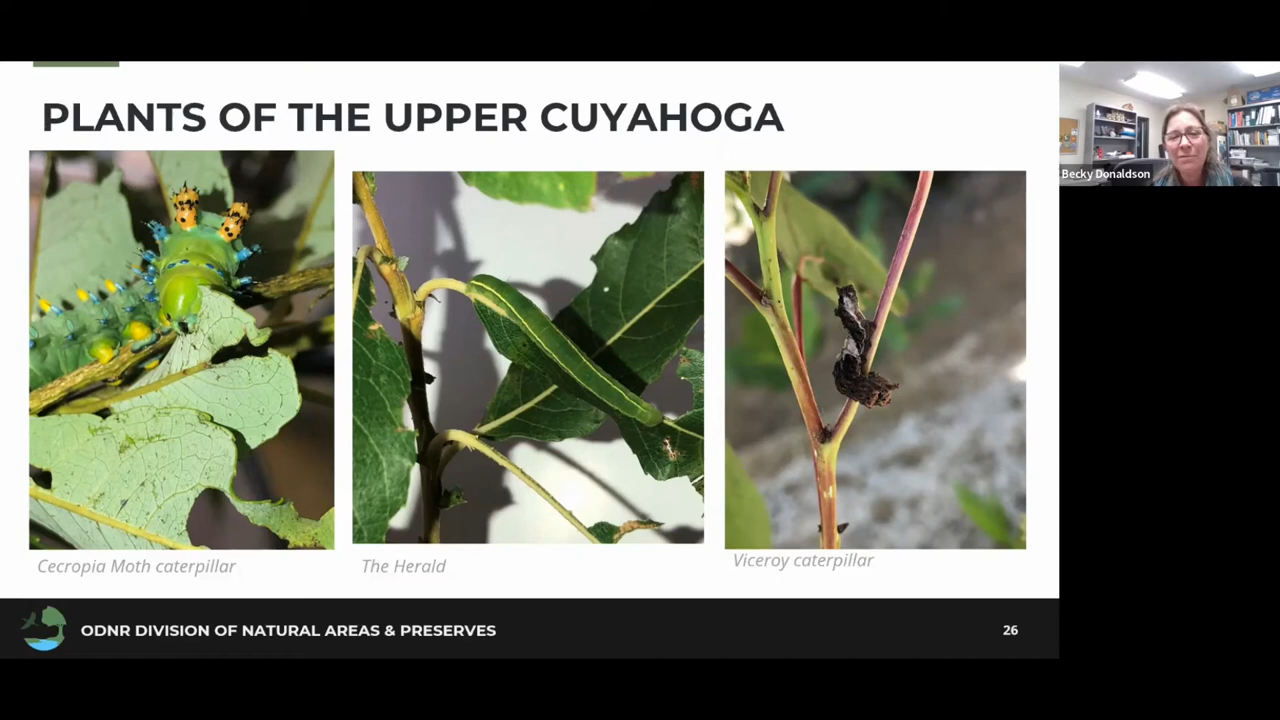 PLANTS OF THE UPPER CUYAHOGA
Becky Donaldson
Cecropia Moth caterpillar
The Herald
Viceroy caterpillar
ODNR DIVISION OF NATURAL AREAS & PRESERVES
26